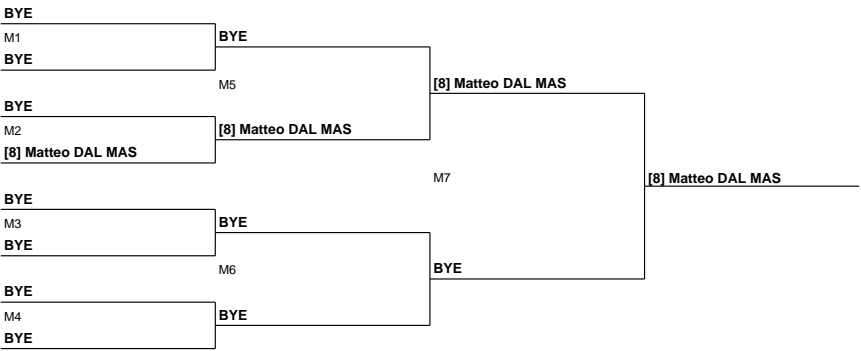 BYE
M1
BYE
BYE
M5
BYE
M2
[8] Matteo DAL MAS
[8] Matteo DAL MAS
[8] Matteo DAL MAS
M7
[8] Matteo DAL MAS
BYE
M3
BYE
BYE
M6
BYE
BYE
M4
BYE
BYE